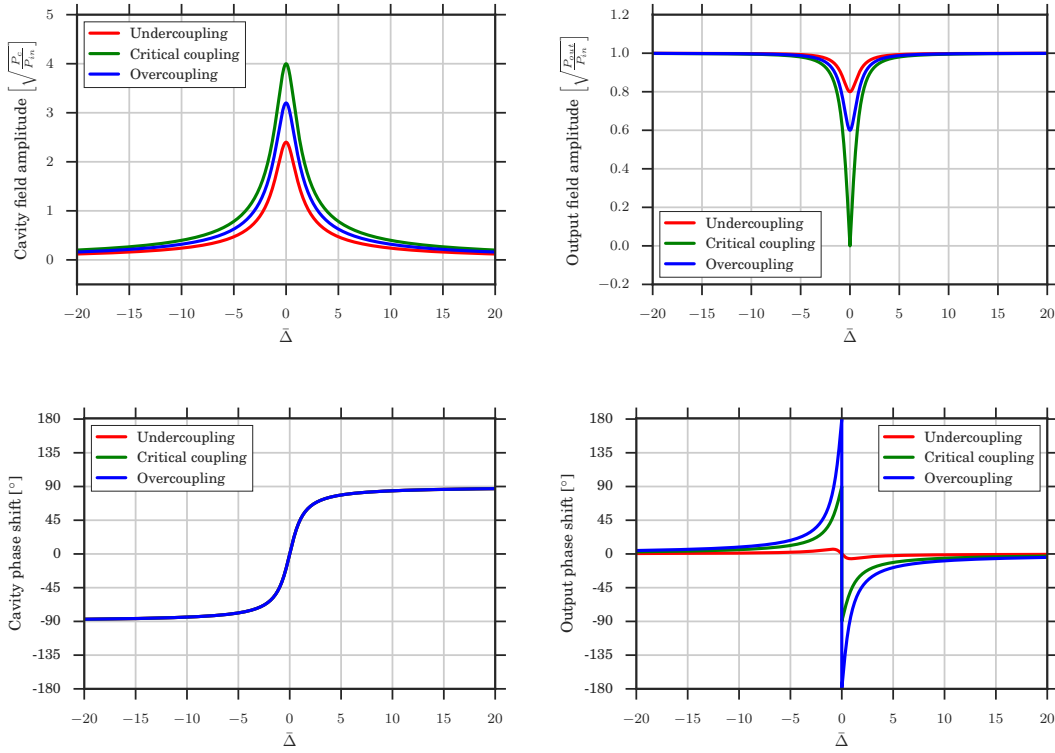 Cavity field amplitude [√(P_c/P_in)]
5
4
3
2
1
0
Undercoupling
Critical coupling
Overcoupling
−20 −15 −10 −5 0 5 10 15 20
Δ̄
Output field amplitude [√(P_out/P_in)]
1.2
1.0
0.8
0.6
0.4
0.2
0.0
−0.2
Undercoupling
Critical coupling
Overcoupling
−20 −15 −10 −5 0 5 10 15 20
Δ̄
Cavity phase shift [°]
180
135
90
45
0
-45
-90
-135
-180
Undercoupling
Critical coupling
Overcoupling
−20 −15 −10 −5 0 5 10 15 20
Δ̄
Output phase shift [°]
180
135
90
45
0
-45
-90
-135
-180
Undercoupling
Critical coupling
Overcoupling
−20 −15 −10 −5 0 5 10 15 20
Δ̄